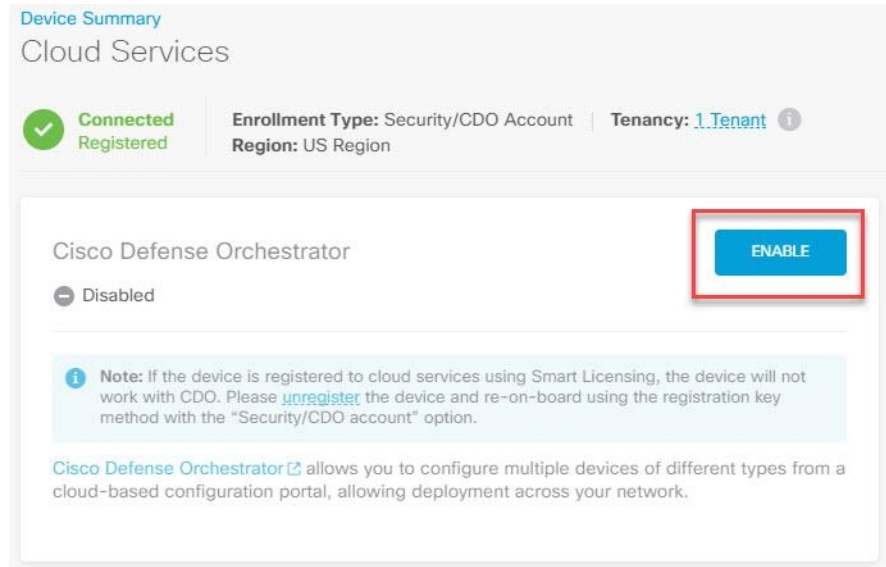 Device Summary
Cloud Services
Connected
Registered
Enrollment Type: Security/CDO Account
Tenancy: 1 Tenant
Region: US Region
Cisco Defense Orchestrator
ENABLE
Disabled
Note: If the device is registered to cloud services using Smart Licensing, the device will not
work with CDO. Please unregister the device and re-on-board using the registration key
method with the “Security/CDO account” option.
Cisco Defense Orchestrator allows you to configure multiple devices of different types from a
cloud-based configuration portal, allowing deployment across your network.